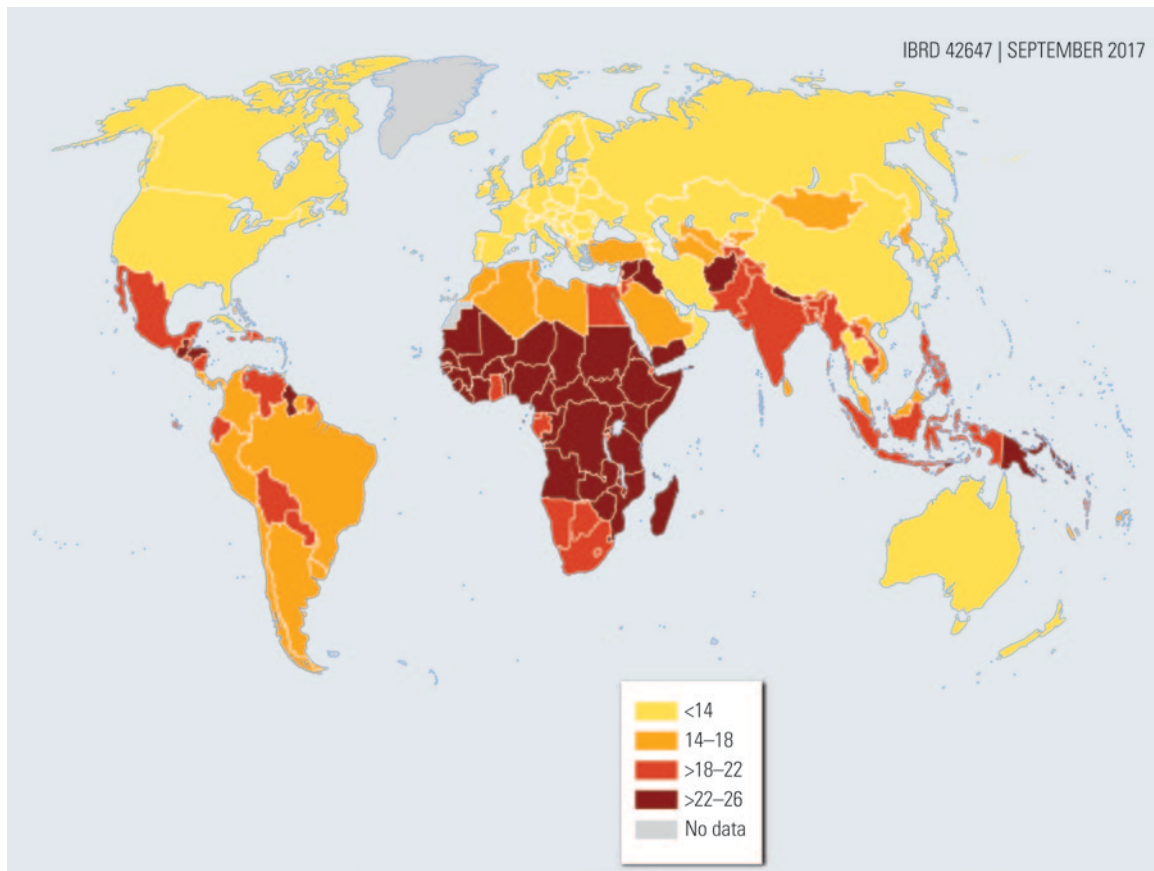 IBRD 42647 | SEPTEMBER 2017
<14
14–18
>18–22
>22–26
No data